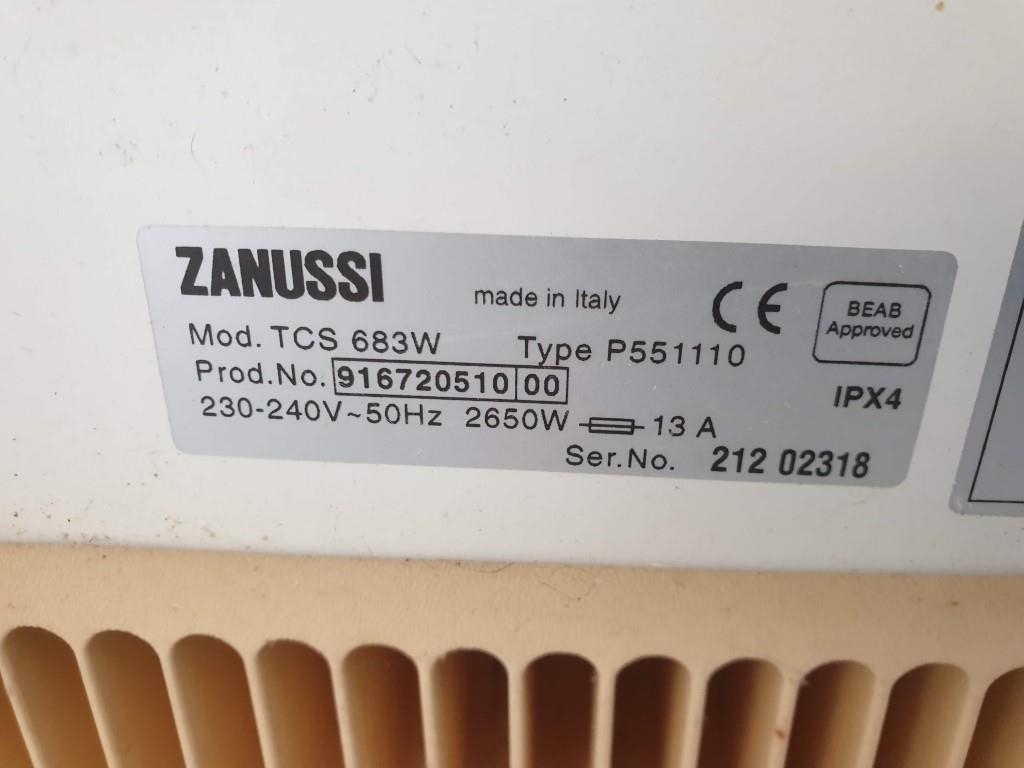 ZANUSSI
made in Italy
CE
BEAB
Approved
Mod. TCS 683W
Type P551110
Prod.No. 916720510 00
IPX4
230-240V~50Hz 2650W 13 A
Ser.No. 212 02318